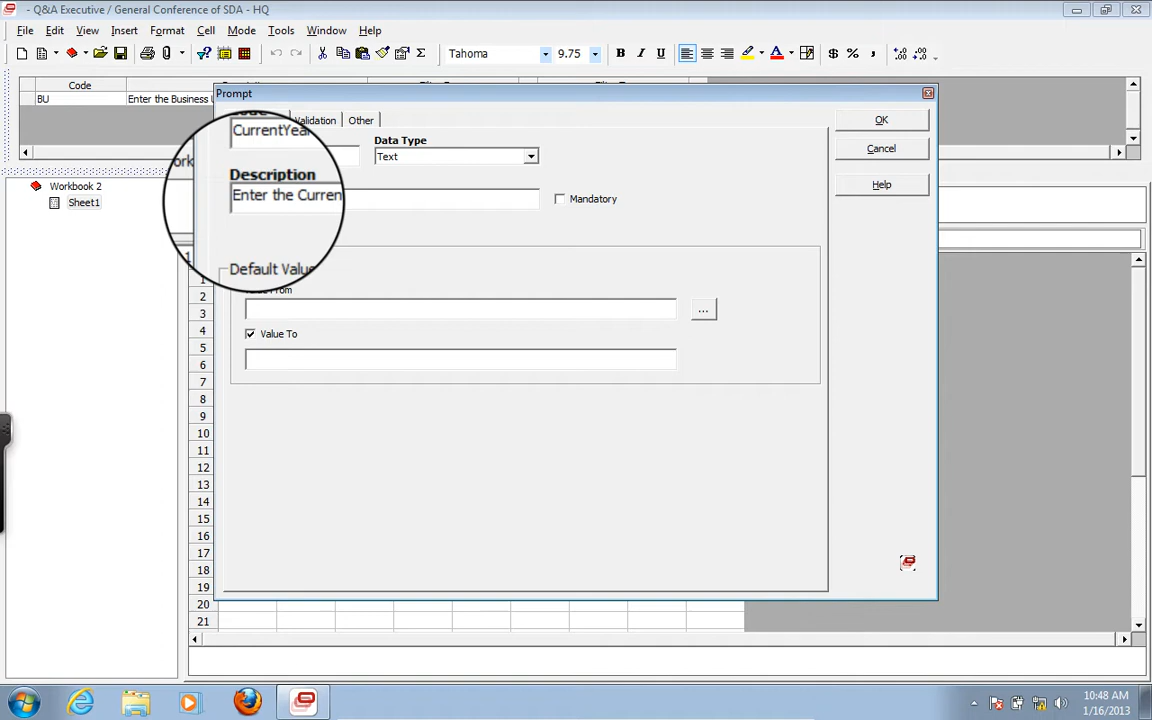 - Q&A Executive / General Conference of SDA - HQ
File Edit View Insert Format Cell Mode Tools Window Help
Tahoma 9.75 B I U A $ % ,
Code
BU Enter the Business
Prompt
Validation Other
OK
CurrentYear
Data Type
Cancel
Text
Description
Workbook 2
Help
Enter the Curren
Mandatory
Sheet1
Default Value
1
2
3
...
4
Value To
5
6
7
8
9
10
11
12
13
14
15
16
17
18
19
20
21
10:48 AM
1/16/2013